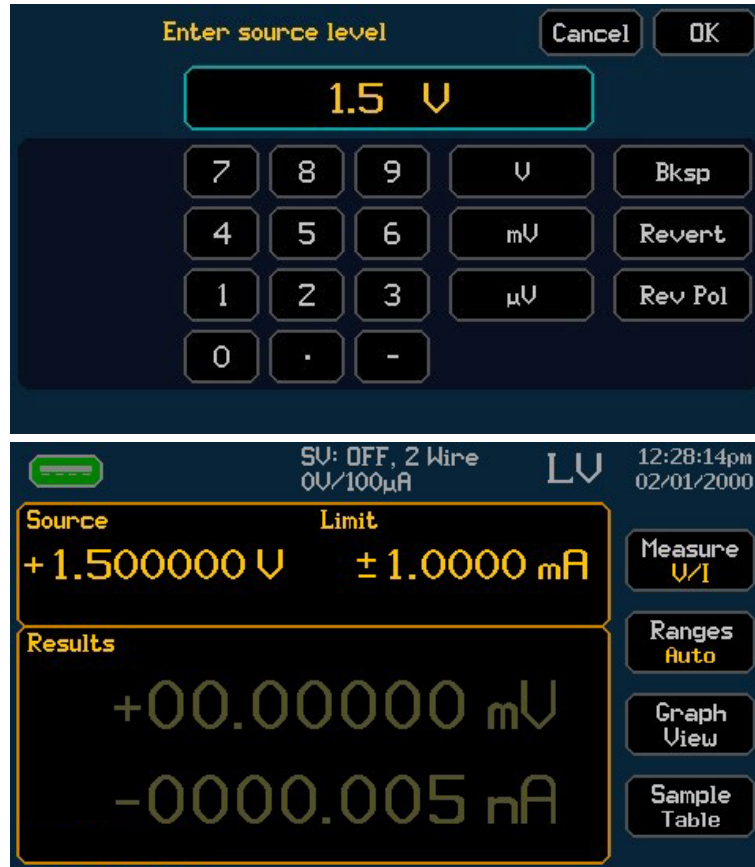 Enter source level Cancel OK
1.5 V
7 8 9 V Bksp
4 5 6 mV Revert
1 2 3 µV Rev Pol
0 . -
SV: OFF, 2 Wire LV 12:28:14pm
0V/100µA 02/01/2000
Source Limit
+1.500000 V ±1.0000 mA
Measure
V/I
Ranges
Auto
Results
+00.00000 mV
-0000.005 nA
Graph
View
Sample
Table